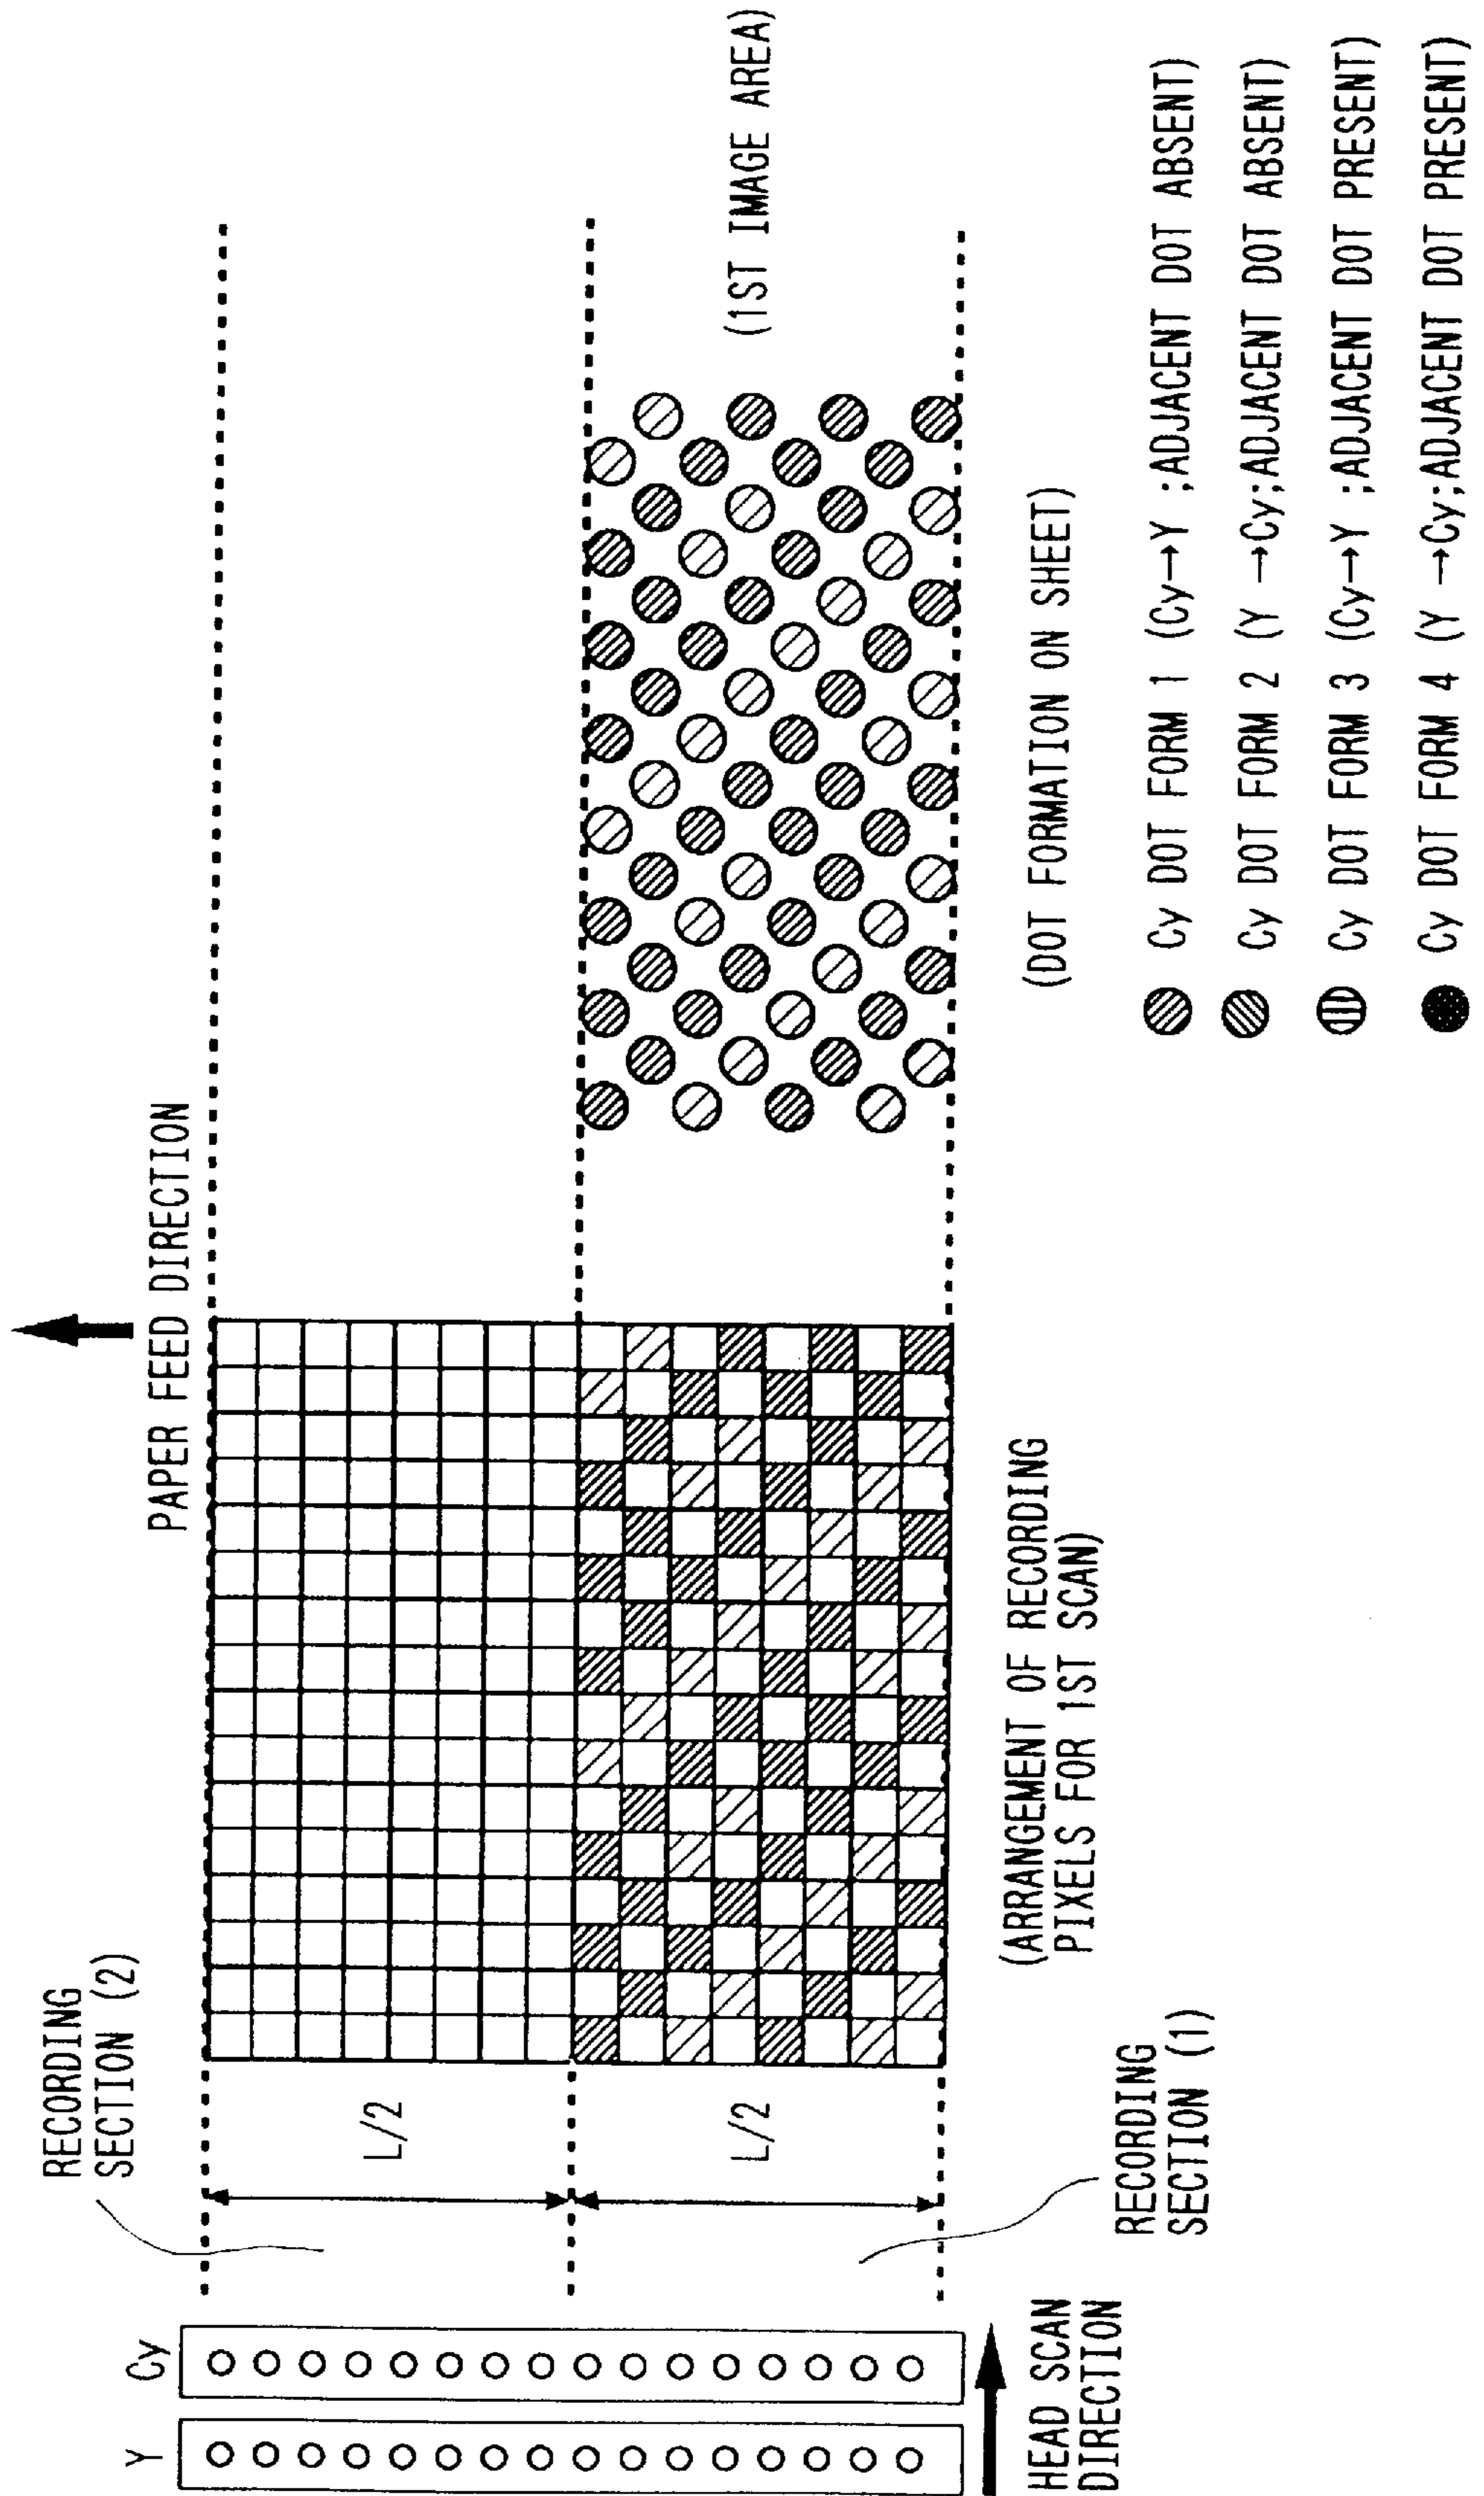 RECORDING
SECTION (2)
PAPER FEED DIRECTION
Y
Cy
L/2
L/2
(1ST IMAGE AREA)
HEAD SCAN
DIRECTION
RECORDING
SECTION (1)
(ARRANGEMENT OF RECORDING
PIXELS FOR 1ST SCAN)
(DOT FORMATION ON SHEET)
Cy DOT FORM 1 (Cy→Y ;ADJACENT DOT ABSENT)
Cy DOT FORM 2 (Y →Cy;ADJACENT DOT ABSENT)
Cy DOT FORM 3 (Cy→Y ;ADJACENT DOT PRESENT)
Cy DOT FORM 4 (Y →Cy;ADJACENT DOT PRESENT)